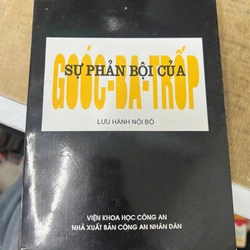 SỰ PHẢN BỘI CỦA
GOÓC-BA-TRỐP
LƯU HÀNH NỘI BỘ
VIỆN KHOA HỌC CÔNG AN
NHÀ XUẤT BẢN CÔNG AN NHÂN DÂN